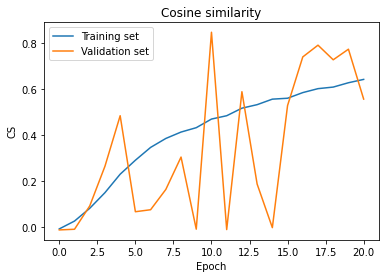 Cosine similarity
Training set
Validation set
CS
0.8
0.6
0.4
0.2
0.0
0.0 2.5 5.0 7.5 10.0 12.5 15.0 17.5 20.0
Epoch